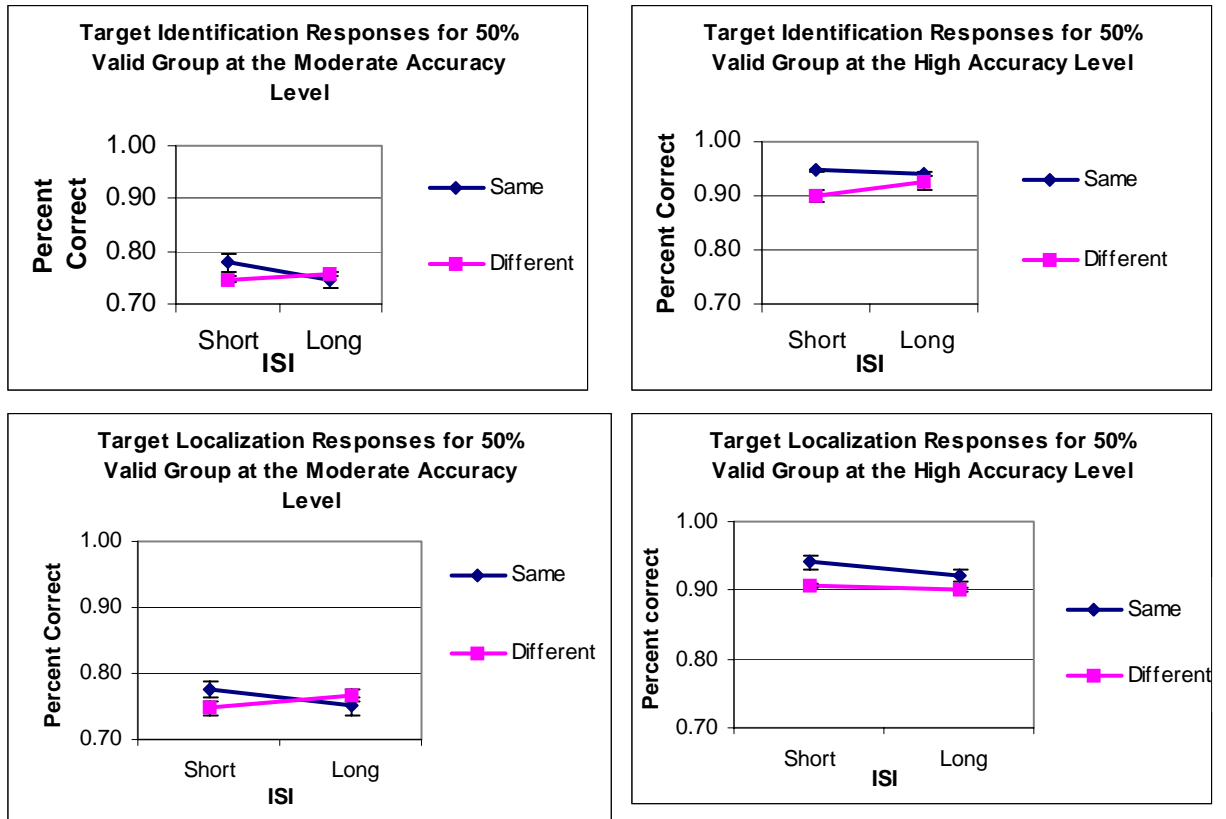 Target Identification Responses for 50%
Valid Group at the Moderate Accuracy
Level
Percent
Correct
1.00
0.90
0.80
0.70
Short Long
ISI
Same
Different
Target Identification Responses for 50%
Valid Group at the High Accuracy Level
Percent Correct
1.00
0.90
0.80
0.70
Short Long
ISI
Same
Different
Target Localization Responses for 50%
Valid Group at the Moderate Accuracy
Level
Percent Correct
1.00
0.90
0.80
0.70
Short Long
ISI
Same
Different
Target Localization Responses for 50%
Valid Group at the High Accuracy Level
Percent correct
1.00
0.90
0.80
0.70
Short Long
ISI
Same
Different